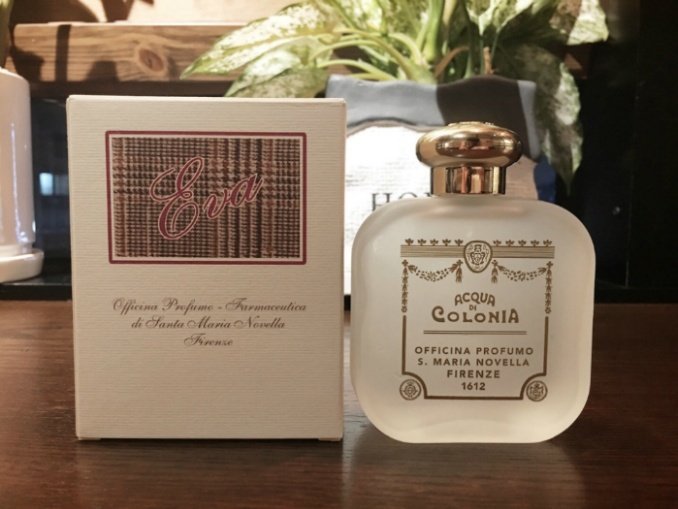 Eva
Officina Profumo - Farmaceutica
di Santa Maria Novella
Firenze
ACQUA
DI
COLONIA
OFFICINA PROFUMO
S. MARIA NOVELLA
FIRENZE
1612